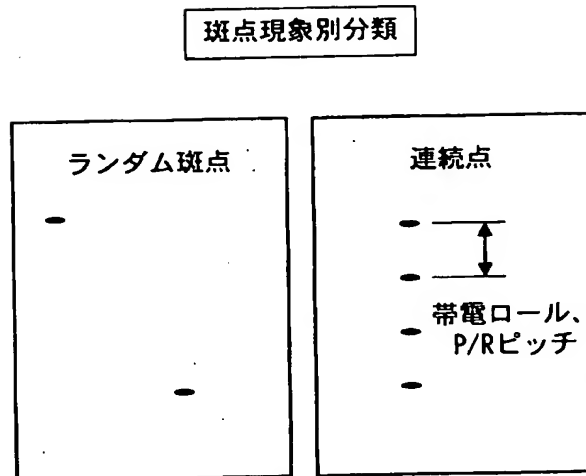 斑点現象別分類
ランダム斑点
連続点
帯電ロール、
P/Rピッチ